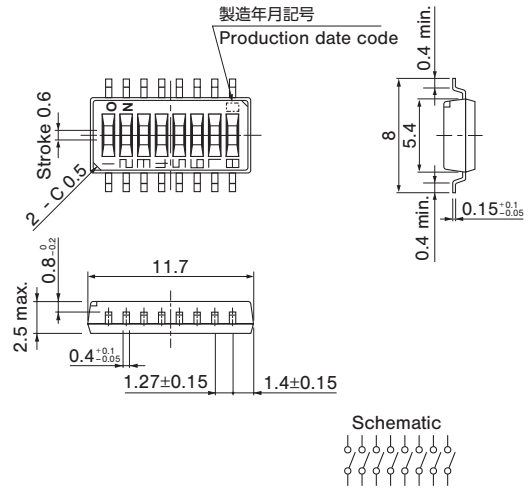 製造年月記号
Production date code
0.4 min.
Stroke 0.6
ON
1 2 3 4 5 6 7 8
2 - C 0.5
8
5.4
0.15 +0.1 -0.05
0.4 min.
0.8 0 -0.2
11.7
2.5 max.
0.4 +0.1 -0.05
1.27±0.15
1.4±0.15
Schematic